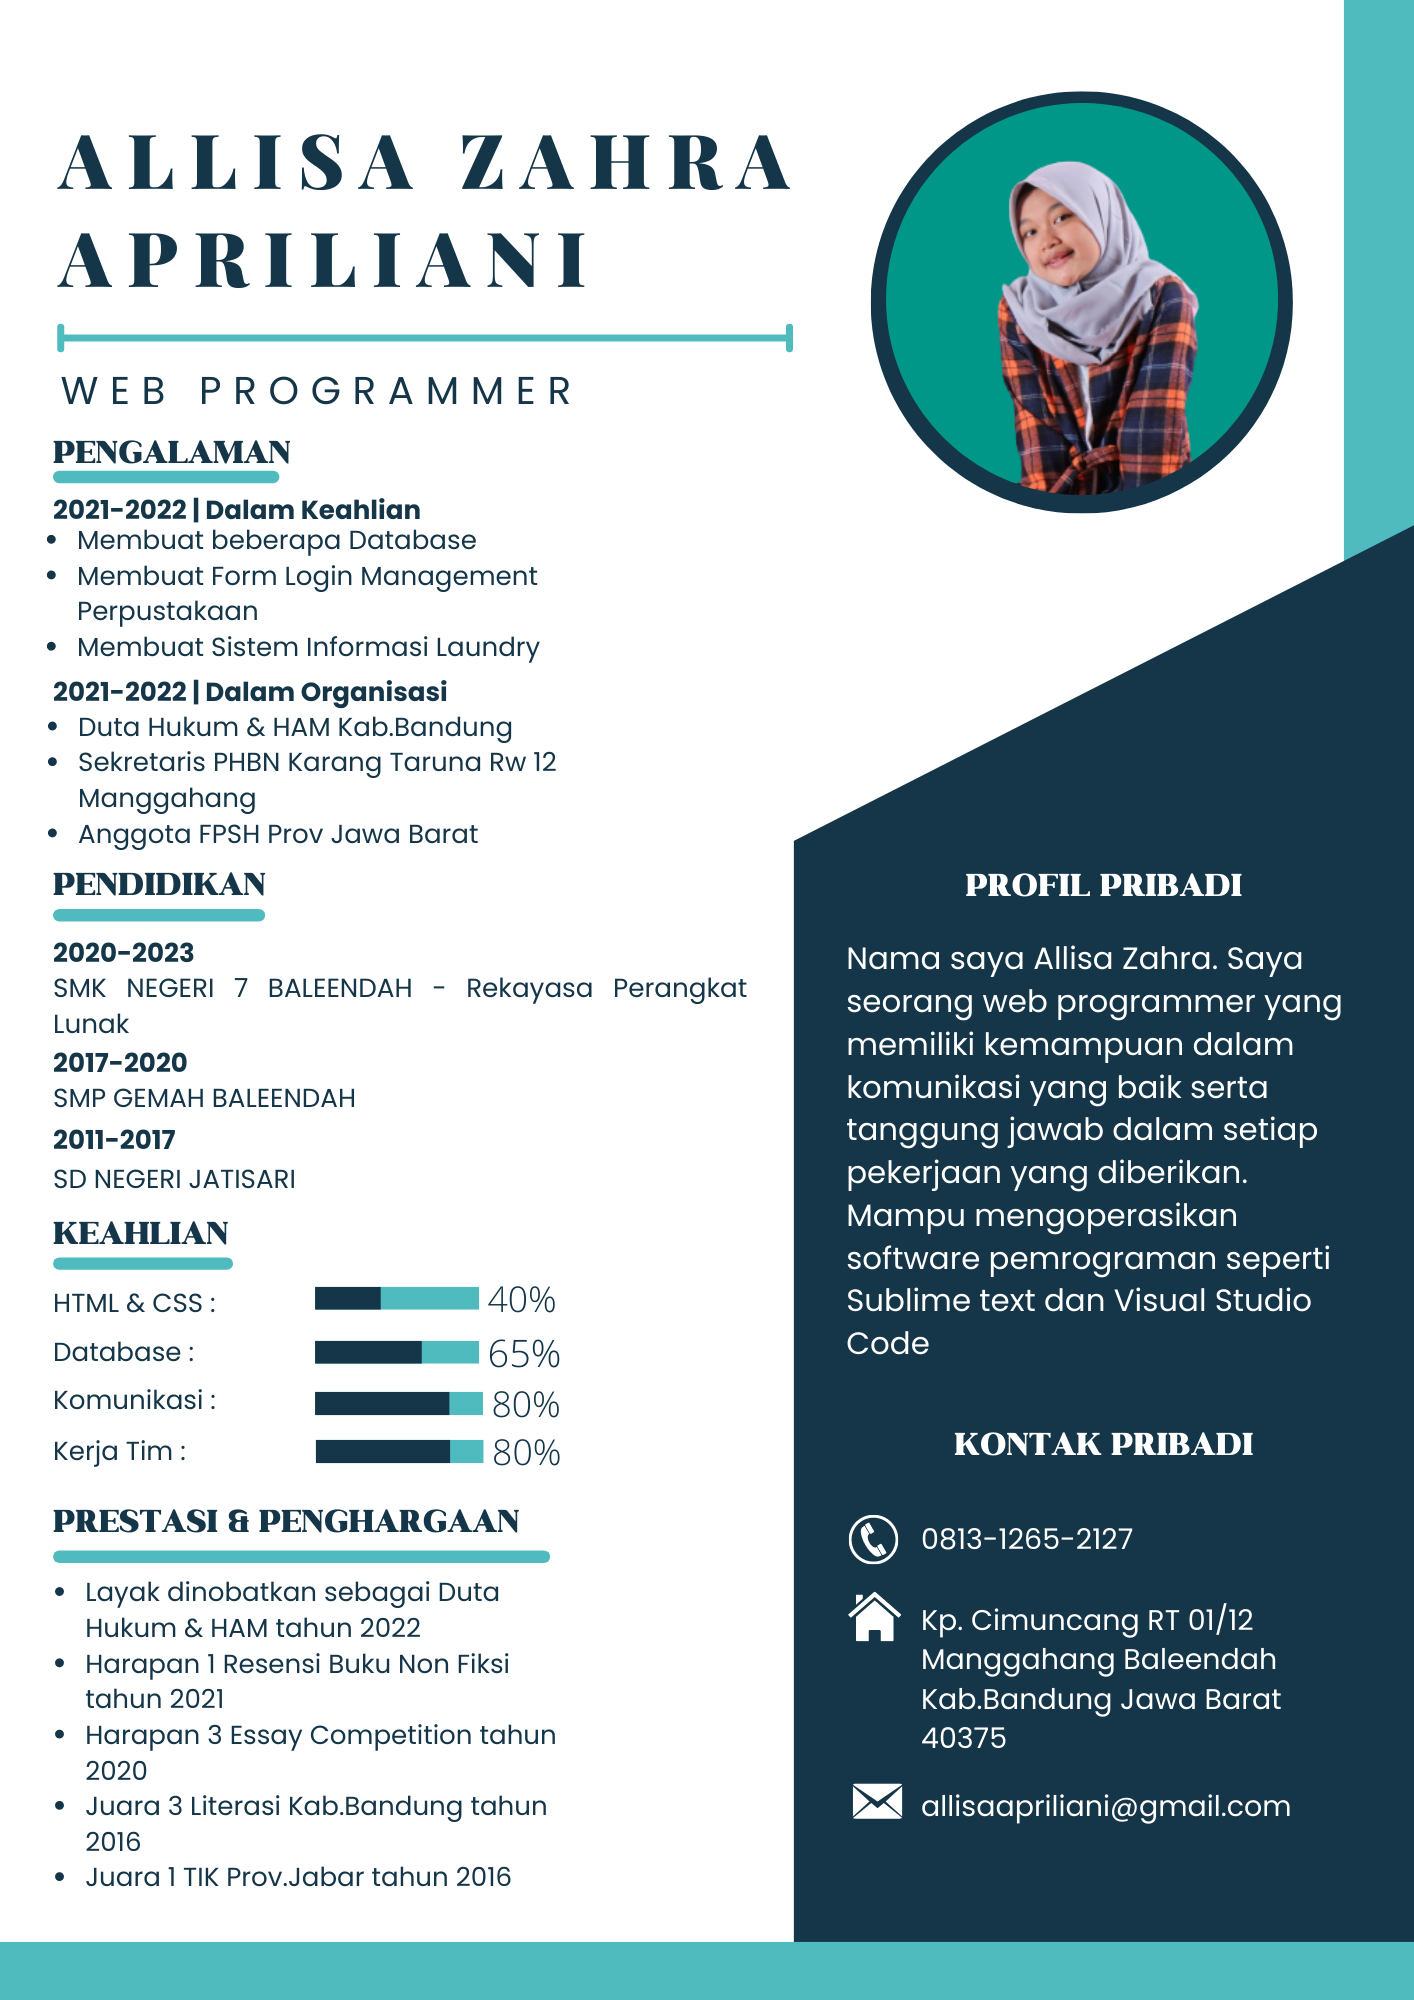 ALLISA ZAHRA
APRILIANI
WEB PROGRAMMER
PENGALAMAN
2021-2022 | Dalam Keahlian
• Membuat beberapa Database
• Membuat Form Login Management
Perpustakaan
• Membuat Sistem Informasi Laundry
2021-2022 | Dalam Organisasi
• Duta Hukum & HAM Kab.Bandung
• Sekretaris PHBN Karang Taruna Rw 12
Manggahang
• Anggota FPSH Prov Jawa Barat
PENDIDIKAN
2020-2023
SMK NEGERI 7 BALEENDAH - Rekayasa Perangkat
Lunak
2017-2020
SMP GEMAH BALEENDAH
2011-2017
SD NEGERI JATISARI
KEAHLIAN
HTML & CSS : 40%
Database : 65%
Komunikasi : 80%
Kerja Tim : 80%
PRESTASI & PENGHARGAAN
• Layak dinobatkan sebagai Duta
Hukum & HAM tahun 2022
• Harapan 1 Resensi Buku Non Fiksi
tahun 2021
• Harapan 3 Essay Competition tahun
2020
• Juara 3 Literasi Kab.Bandung tahun
2016
• Juara 1 TIK Prov.Jabar tahun 2016
PROFIL PRIBADI
Nama saya Allisa Zahra. Saya
seorang web programmer yang
memiliki kemampuan dalam
komunikasi yang baik serta
tanggung jawab dalam setiap
pekerjaan yang diberikan.
Mampu mengoperasikan
software pemrograman seperti
Sublime text dan Visual Studio
Code
KONTAK PRIBADI
0813-1265-2127
Kp. Cimuncang RT 01/12
Manggahang Baleendah
Kab.Bandung Jawa Barat
40375
allisaapriliani@gmail.com